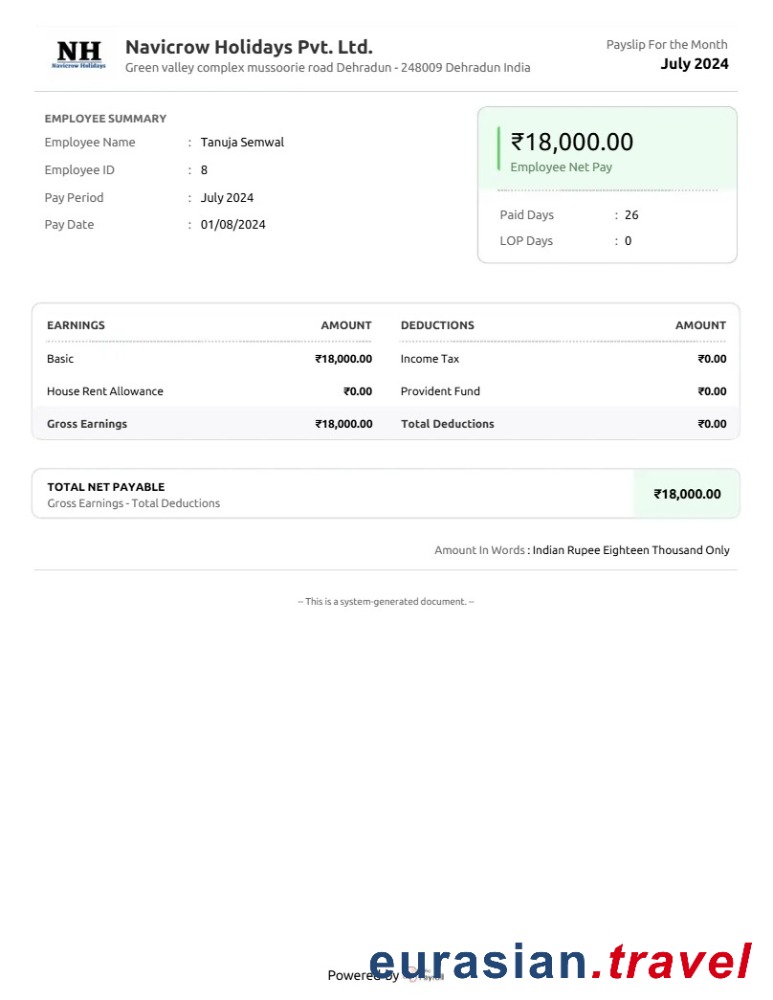 NH
Navicrow Holidays
Navicrow Holidays Pvt. Ltd.
Green valley complex mussoorie road Dehradun - 248009 Dehradun India
Payslip For the Month
July 2024
EMPLOYEE SUMMARY
Employee Name : Tanuja Semwal
Employee ID : 8
Pay Period : July 2024
Pay Date : 01/08/2024
₹18,000.00
Employee Net Pay
Paid Days : 26
LOP Days : 0
EARNINGS AMOUNT DEDUCTIONS AMOUNT
Basic ₹18,000.00 Income Tax ₹0.00
House Rent Allowance ₹0.00 Provident Fund ₹0.00
Gross Earnings ₹18,000.00 Total Deductions ₹0.00
TOTAL NET PAYABLE
Gross Earnings - Total Deductions
₹18,000.00
Amount In Words : Indian Rupee Eighteen Thousand Only
-- This is a system-generated document. --
Powered by
eurasian.travel